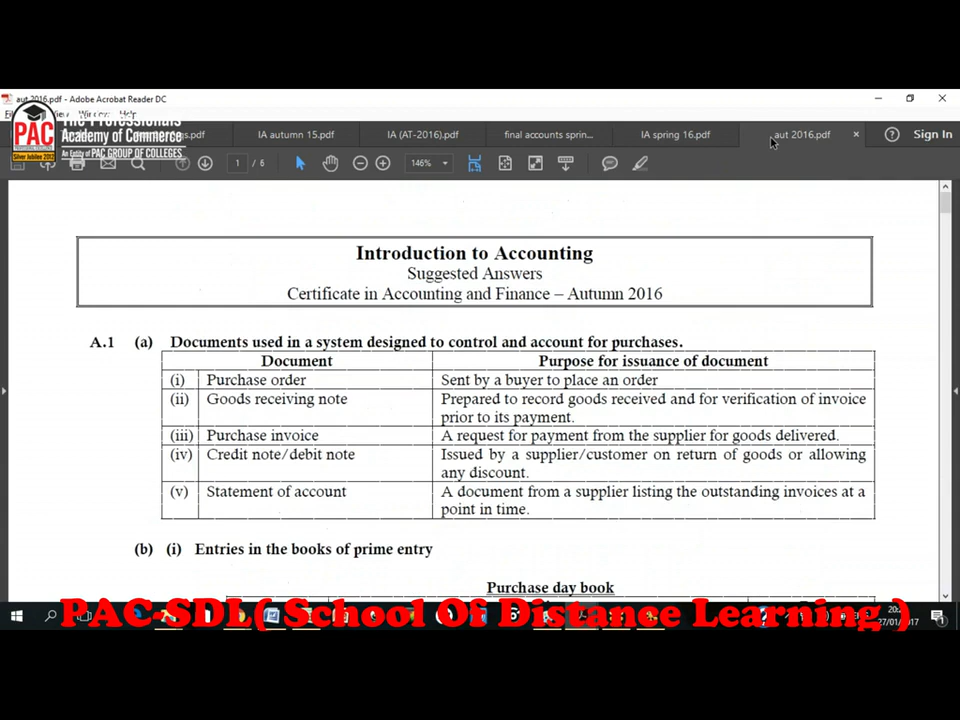 aut 2016.pdf - Adobe Acrobat Reader DC
Window Help
PAC
Silver Jubilee
The Professionals
Academy of Commerce
An Entity of PAC GROUP OF COLLEGES
IA autumn 15.pdf
IA (AT-2016).pdf
final accounts sprin...
IA spring 16.pdf
aut 2016.pdf
×
Sign In
1 / 6
146%
Introduction to Accounting
Suggested Answers
Certificate in Accounting and Finance – Autumn 2016
A.1 (a) Documents used in a system designed to control and account for purchases.
Document Purpose for issuance of document
(i) Purchase order Sent by a buyer to place an order
(ii) Goods receiving note Prepared to record goods received and for verification of invoice
prior to its payment.
(iii) Purchase invoice A request for payment from the supplier for goods delivered.
(iv) Credit note/debit note Issued by a supplier/customer on return of goods or allowing
any discount.
(v) Statement of account A document from a supplier listing the outstanding invoices at a
point in time.
(b) (i) Entries in the books of prime entry
Purchase day book
PAC-SDL( School Of Distance Learning )
27/01/2017